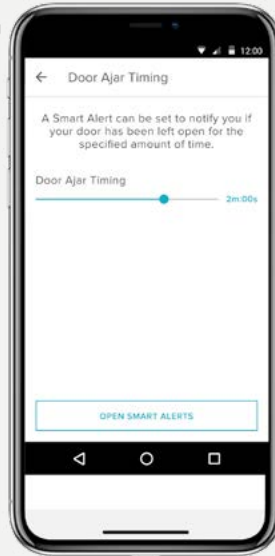 12:00
Door Ajar Timing
A Smart Alert can be set to notify you if
your door has been left open for the
specified amount of time.
Door Ajar Timing
2m:00s
OPEN SMART ALERTS